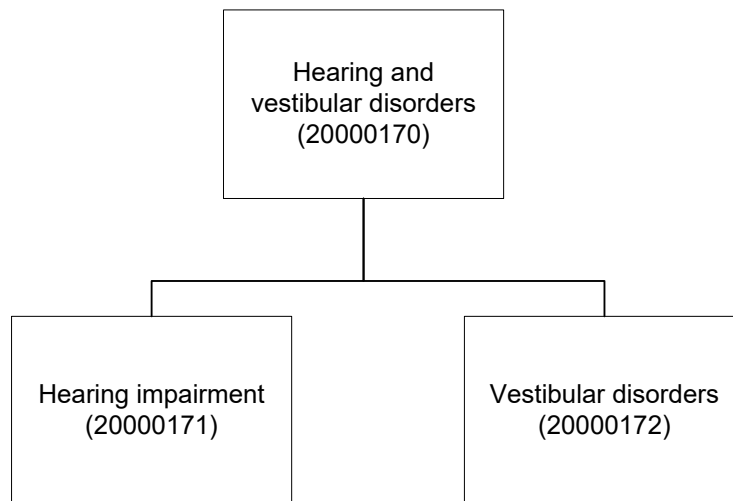 Hearing and
vestibular disorders
(20000170)
Hearing impairment
(20000171)
Vestibular disorders
(20000172)